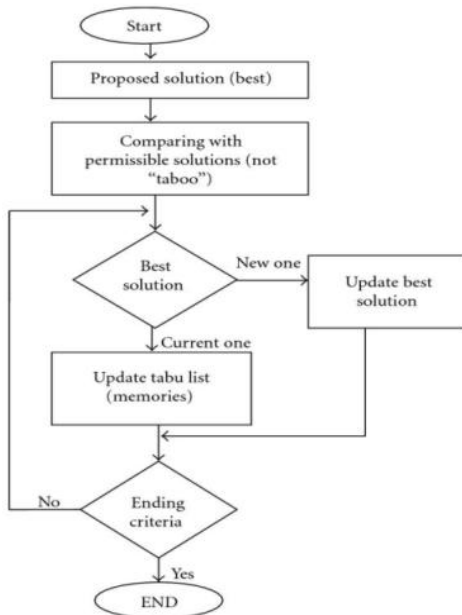 Start
Proposed solution (best)
Comparing with
permissible solutions (not
“taboo”)
Best
solution
New one
Update best
solution
Current one
Update tabu list
(memories)
No
Ending
criteria
Yes
END